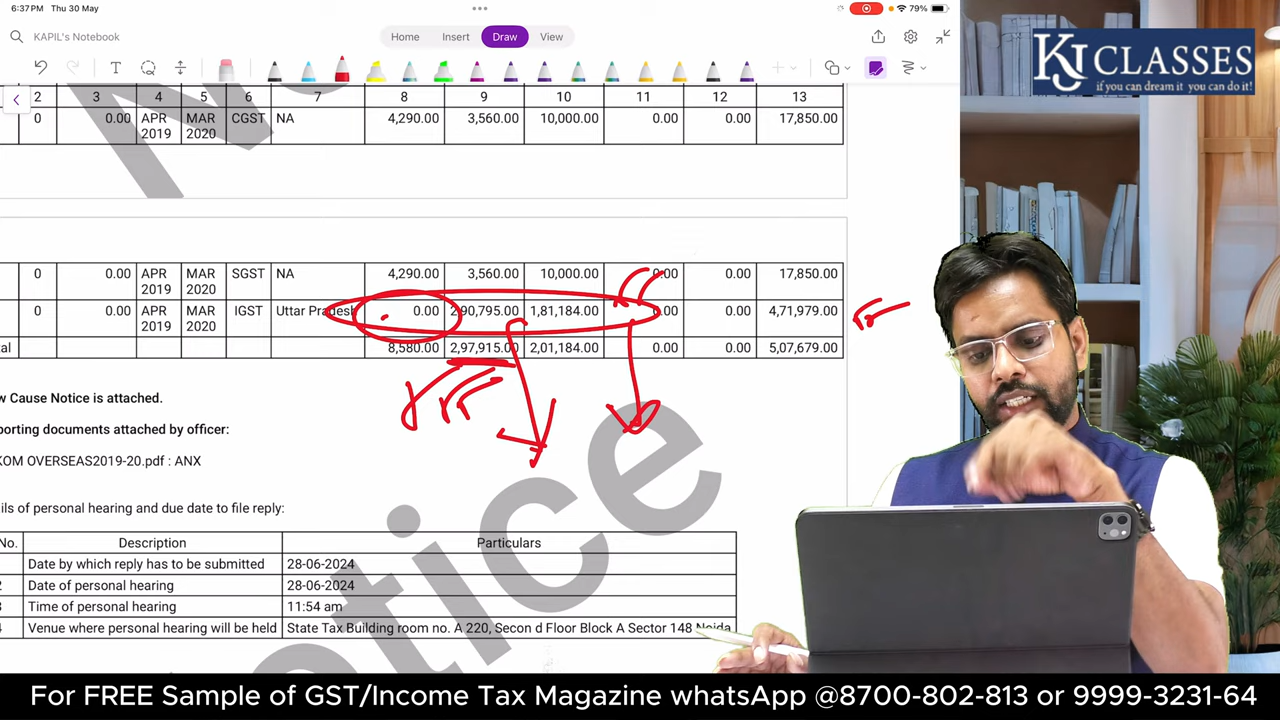 6:37PM Thu 30 May
79%
KAPIL's Notebook
Home Insert Draw View
KJ CLASSES
if you can dream it you can do it!
2 3 4 5 6 7 8 9 10 11 12 13
0 0.00 APR 2019 MAR 2020 CGST NA 4,290.00 3,560.00 10,000.00 0.00 0.00 17,850.00
0 0.00 APR 2019 MAR 2020 SGST NA 4,290.00 3,560.00 10,000.00 0.00 0.00 17,850.00
0 0.00 APR 2019 MAR 2020 IGST Uttar Pradesh 0.00 2,90,795.00 1,81,184.00 0.00 0.00 4,71,979.00
tal 8,580.00 2,97,915.00 2,01,184.00 0.00 0.00 5,07,679.00
w Cause Notice is attached.
porting documents attached by officer:
KOM OVERSEAS2019-20.pdf : ANX
ils of personal hearing and due date to file reply:
No. Description Particulars
Date by which reply has to be submitted 28-06-2024
2 Date of personal hearing 28-06-2024
3 Time of personal hearing 11:54 am
4 Venue where personal hearing will be held State Tax Building room no. A 220, Secon d Floor Block A Sector 148 Noida
otice
For FREE Sample of GST/Income Tax Magazine whatsApp @8700-802-813 or 9999-3231-64